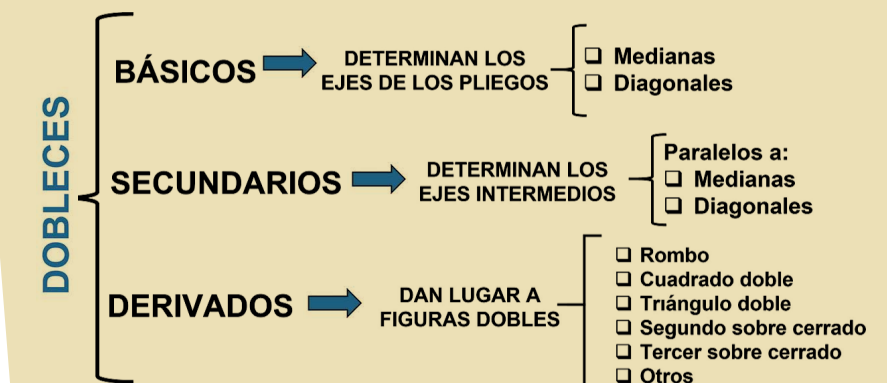 DOBLECES
BÁSICOS
DETERMINAN LOS
EJES DE LOS PLIEGOS
❑ Medianas
❑ Diagonales
SECUNDARIOS
DETERMINAN LOS
EJES INTERMEDIOS
Paralelos a:
❑ Medianas
❑ Diagonales
DERIVADOS
DAN LUGAR A
FIGURAS DOBLES
❑ Rombo
❑ Cuadrado doble
❑ Triángulo doble
❑ Segundo sobre cerrado
❑ Tercer sobre cerrado
❑ Otros